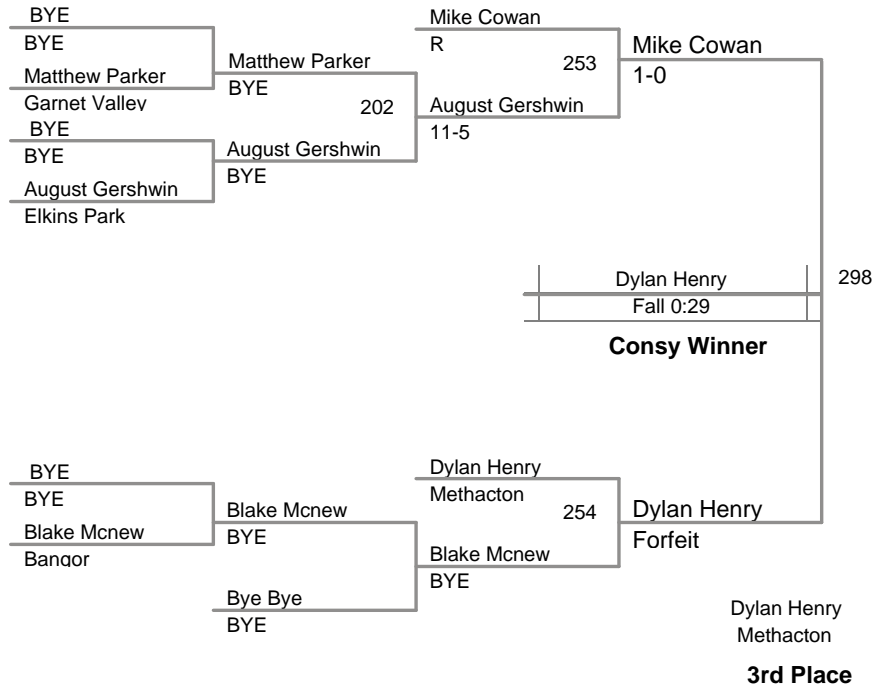 BYE
BYE
Matthew Parker
Garnet Valley
BYE
BYE
August Gershwin
Elkins Park
Matthew Parker
BYE
202
August Gershwin
BYE
Mike Cowan
R
253
August Gershwin
11-5
Mike Cowan
1-0
Dylan Henry
298
Fall 0:29
Consy Winner
BYE
BYE
Blake Mcnew
Bangor
Blake Mcnew
BYE
Bye Bye
BYE
Dylan Henry
Methacton
254
Blake Mcnew
BYE
Dylan Henry
Forfeit
Dylan Henry
Methacton
3rd Place